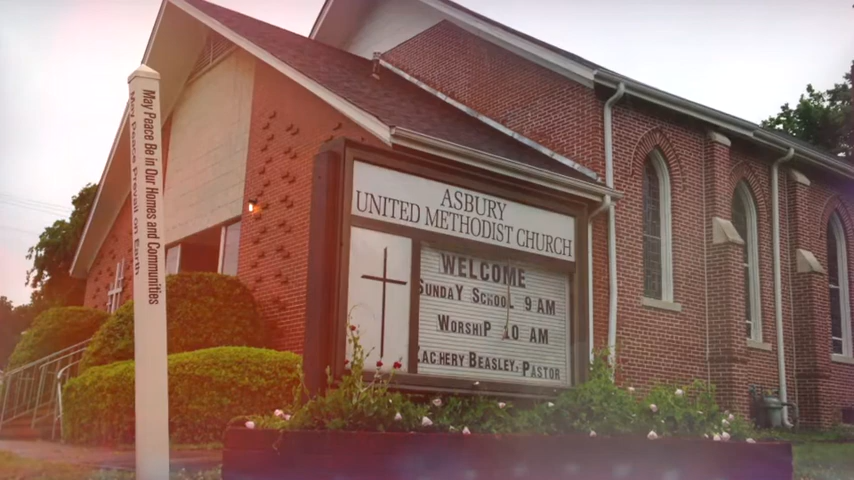 May Peace Be in Our Homes and Communities
May Peace Prevail on Earth
ASBURY
UNITED METHODIST CHURCH
WELCOME
SUNDAY SCHOOL 9 AM
WORSHIP 10 AM
ZACHERY BEASLEY, PASTOR